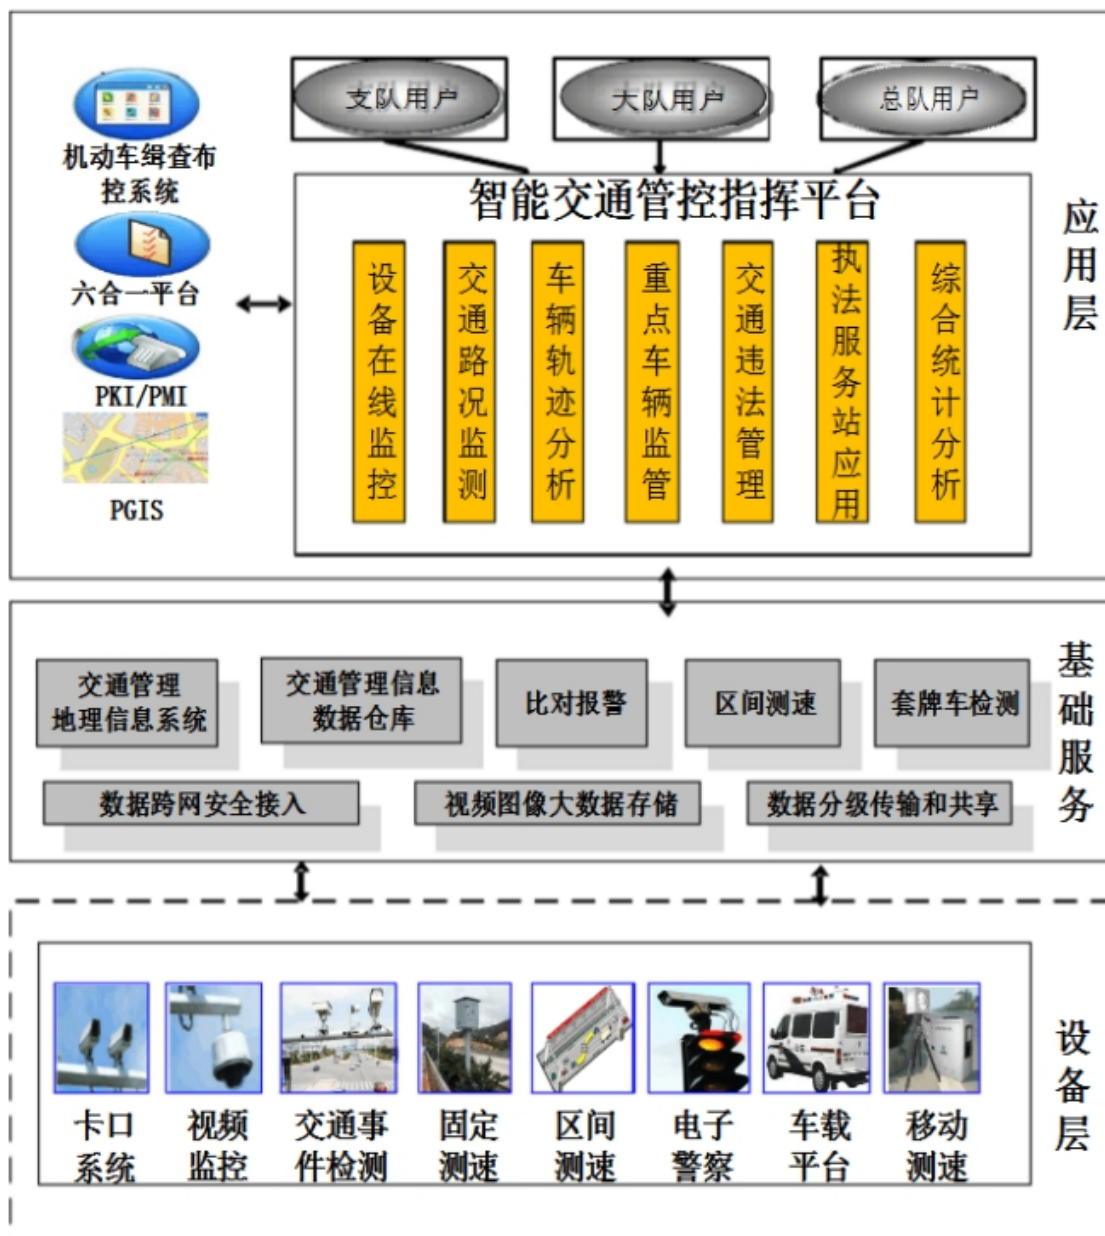 支队用户
大队用户
总队用户
机动车缉查布
控系统
六合一平台
PKI/PMI
PGIS
智能交通管控指挥平台
设备在线监控
交通路况监测
车辆轨迹分析
重点车辆监管
交通违法管理
执法服务站应用
综合统计分析
应用层
交通管理
地理信息系统
交通管理信息
数据仓库
比对报警
区间测速
套牌车检测
数据跨网安全接入
视频图像大数据存储
数据分级传输和共享
基础服务
卡口
系统
视频
监控
交通事
件检测
固定
测速
区间
测速
电子
警察
车载
平台
移动
测速
设备层